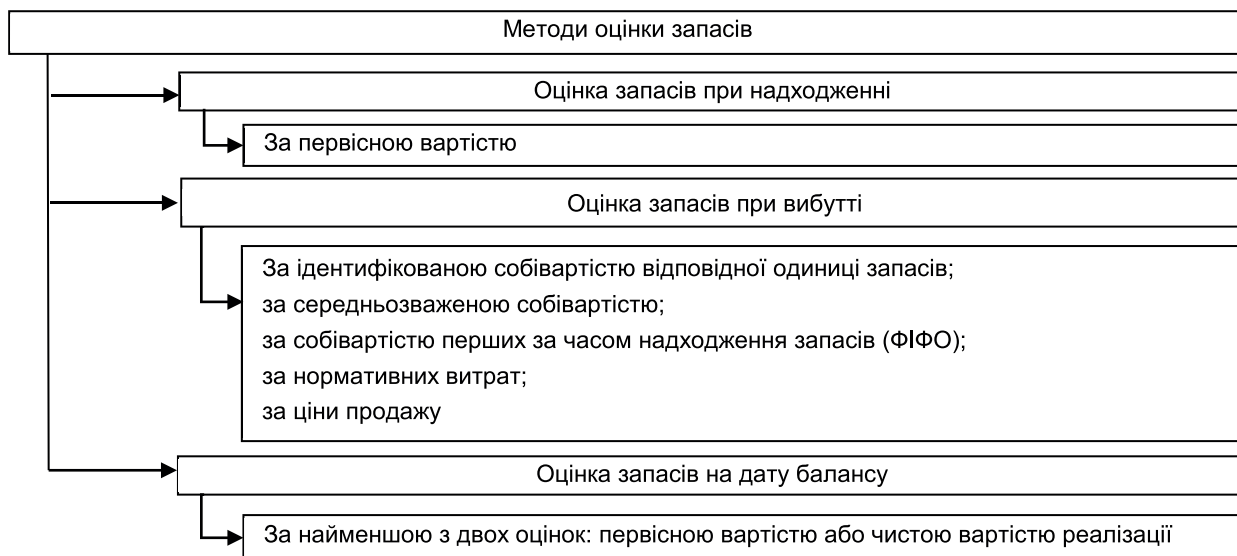 Методи оцінки запасів
Оцінка запасів при надходженні
За первісною вартістю
Оцінка запасів при вибутті
За ідентифікованою собівартістю відповідної одиниці запасів;
за середньозваженою собівартістю;
за собівартістю перших за часом надходження запасів (ФІФО);
за нормативних витрат;
за ціни продажу
Оцінка запасів на дату балансу
За найменшою з двох оцінок: первісною вартістю або чистою вартістю реалізації